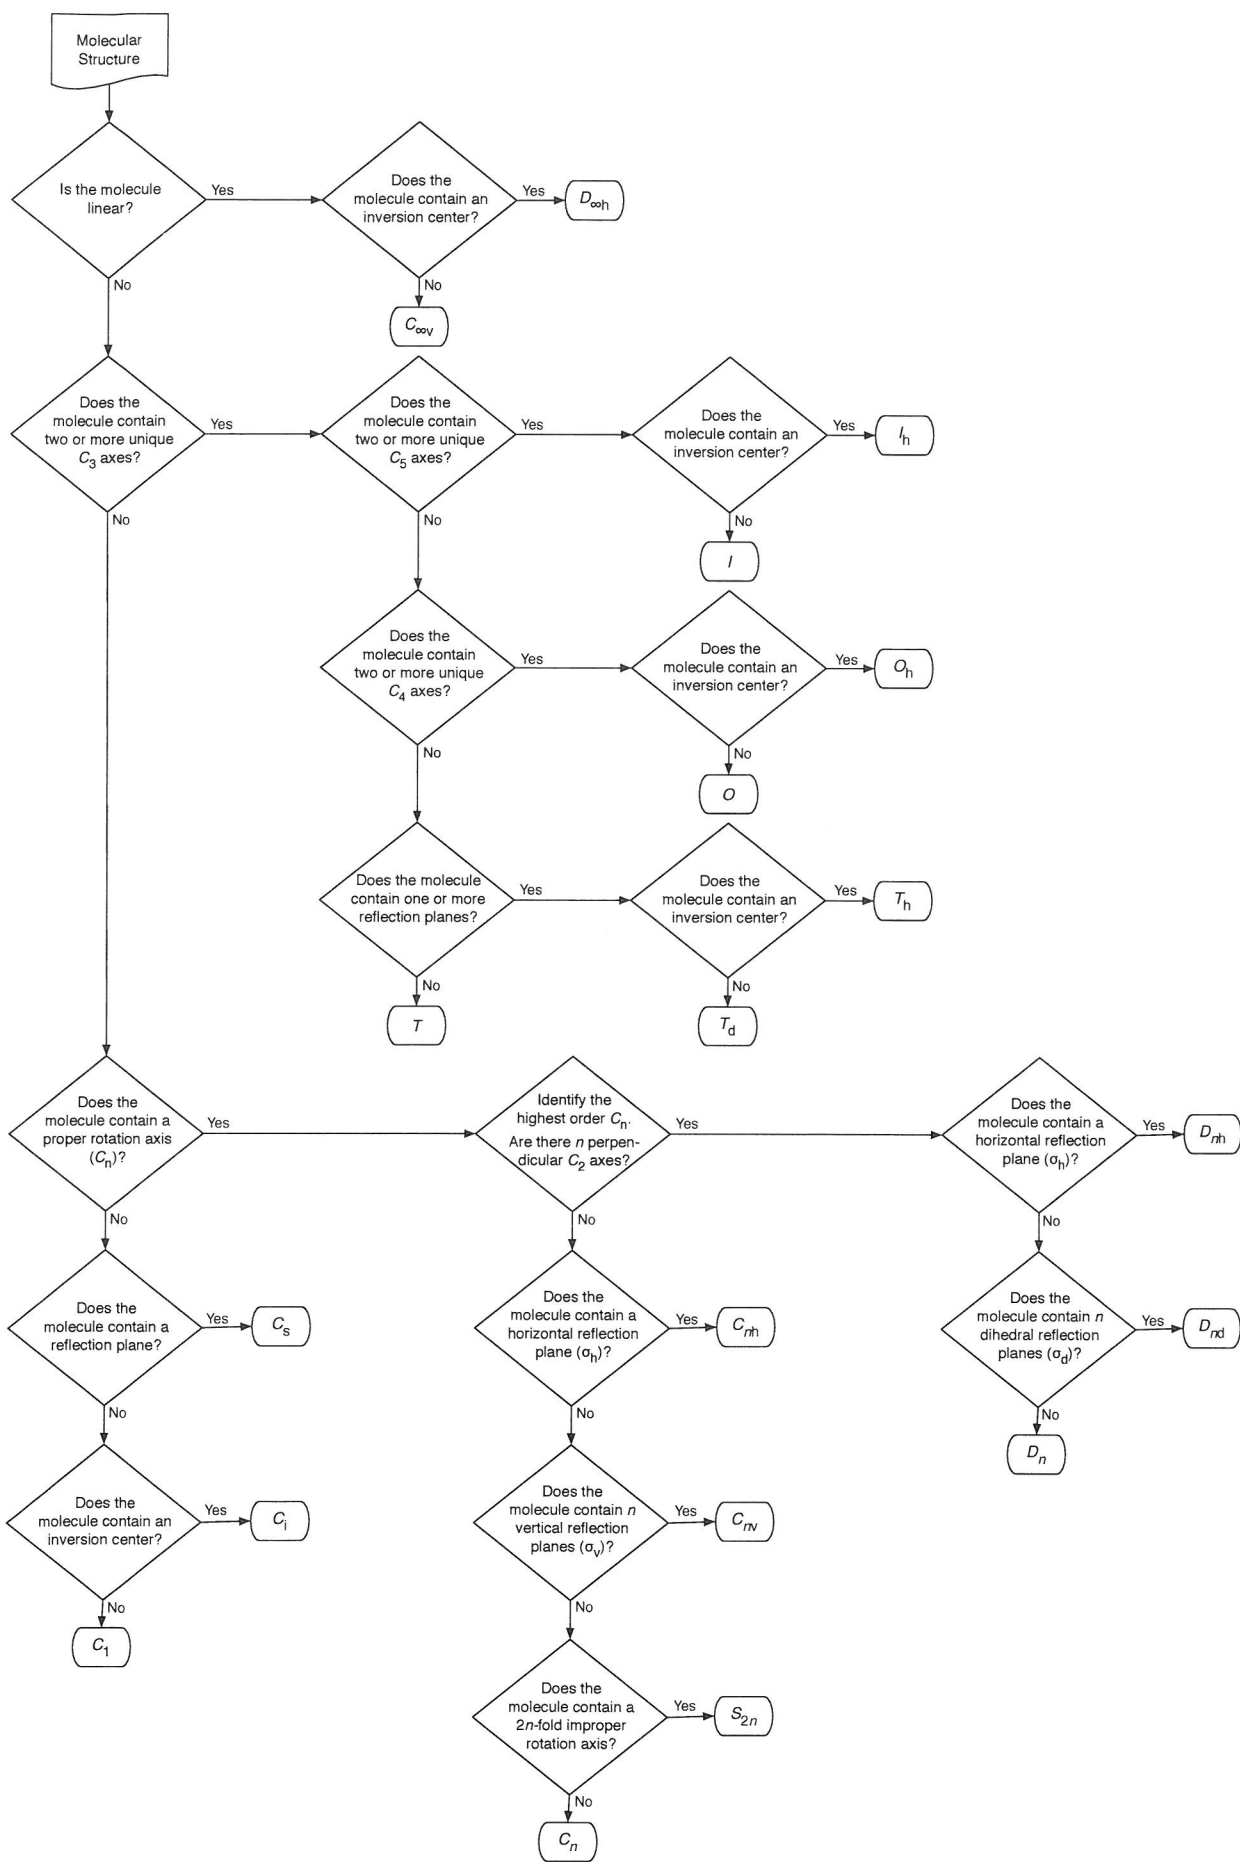 Molecular
Structure
Is the molecule
linear?
Yes
Does the
molecule contain an
inversion center?
Yes
D∞h
No
No
C∞v
Does the
molecule contain
two or more unique
C3 axes?
Yes
Does the
molecule contain
two or more unique
C5 axes?
Yes
Does the
molecule contain an
inversion center?
Yes
Ih
No
No
No
I
Does the
molecule contain
two or more unique
C4 axes?
Yes
Does the
molecule contain an
inversion center?
Yes
Oh
No
No
O
Does the molecule
contain one or more
reflection planes?
Yes
Does the
molecule contain an
inversion center?
Yes
Th
No
No
T
Td
Does the
molecule contain a
proper rotation axis
(Cn)?
Yes
Identify the
highest order Cn.
Are there n perpen-
dicular C2 axes?
Yes
Does the
molecule contain a
horizontal reflection
plane (σh)?
Yes
Dnh
No
No
No
Does the
molecule contain a
reflection plane?
Yes
Cs
Does the
molecule contain a
horizontal reflection
plane (σh)?
Yes
Cnh
Does the
molecule contain n
dihedral reflection
planes (σd)?
Yes
Dnd
No
No
No
Dn
Does the
molecule contain an
inversion center?
Yes
Ci
Does the
molecule contain n
vertical reflection
planes (σv)?
Yes
Cnv
No
No
C1
Does the
molecule contain a
2n-fold improper
rotation axis?
Yes
S2n
No
Cn